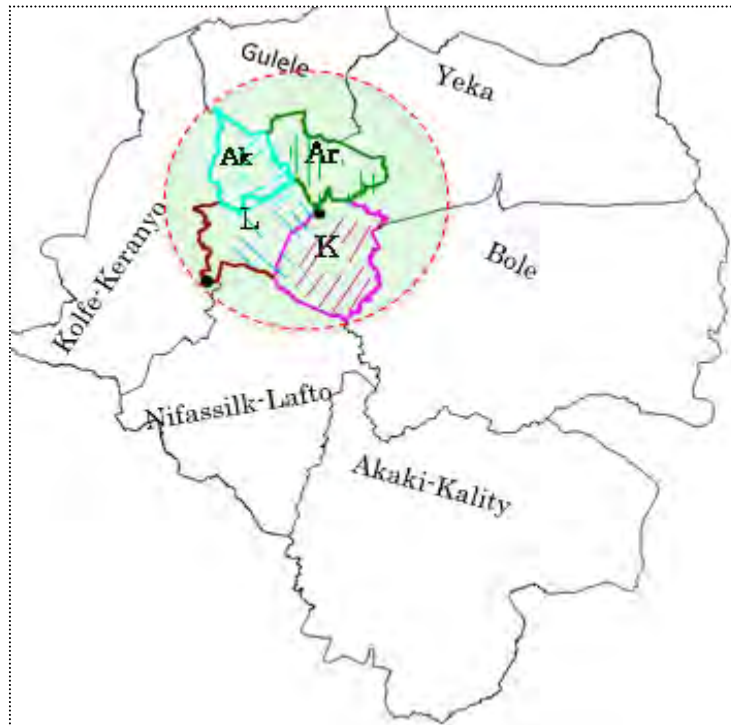 Gulele
Yeka
Ak
Ar
L
K
Kolfe-Keranyo
Bole
Nifassilk-Lafto
Akaki-Kality